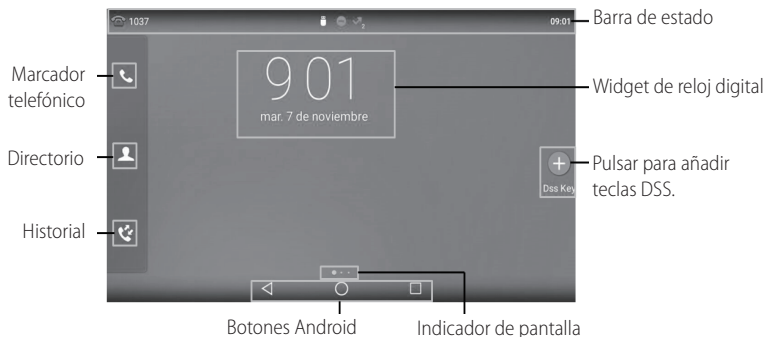 1037
09:01
Barra de estado
Marcador
telefónico
9 01
mar. 7 de noviembre
Widget de reloj digital
Directorio
Pulsar para añadir
teclas DSS.
Dss Key
Historial
Botones Android
Indicador de pantalla